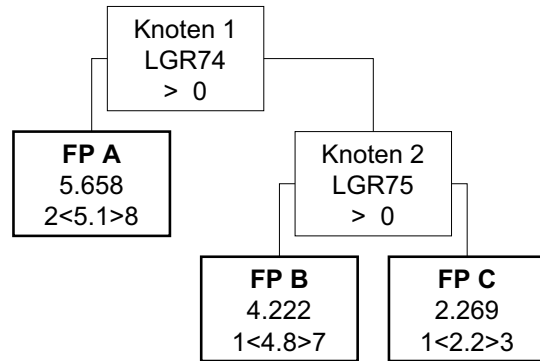 Knoten 1
LGR74
> 0
FP A
5.658
2<5.1>8
Knoten 2
LGR75
> 0
FP B
4.222
1<4.8>7
FP C
2.269
1<2.2>3